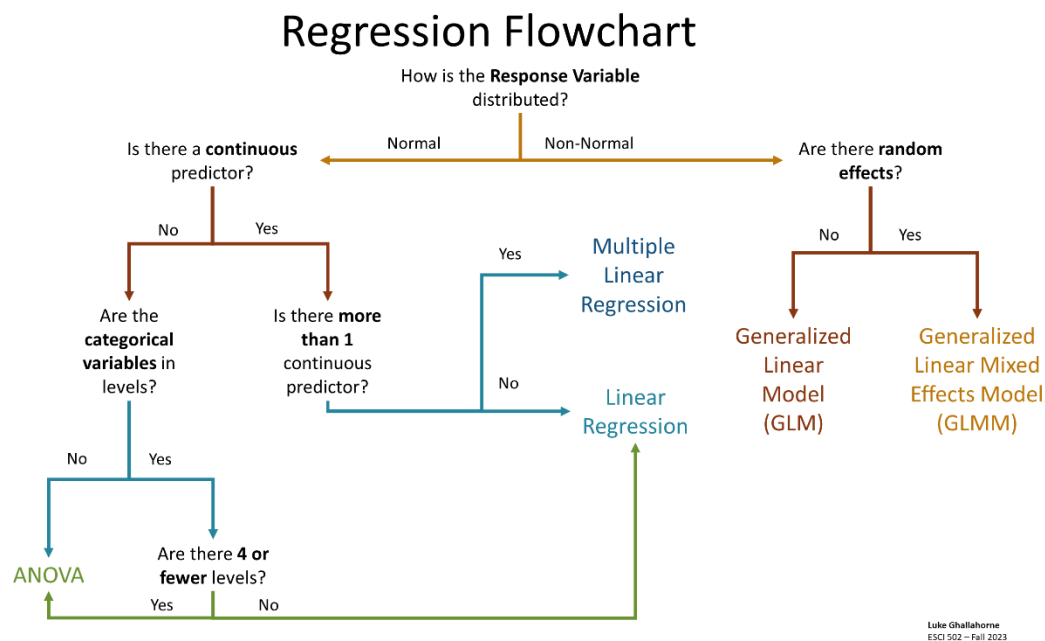 Regression Flowchart
How is the Response Variable
distributed?
Normal
Non-Normal
Is there a continuous
predictor?
Are there random
effects?
No
Yes
No
Yes
Are the
categorical
variables in
levels?
Is there more
than 1
continuous
predictor?
Yes
No
Multiple
Linear
Regression
Linear
Regression
Generalized
Linear
Model
(GLM)
Generalized
Linear Mixed
Effects Model
(GLMM)
No
Yes
ANOVA
Are there 4 or
fewer levels?
Yes
No
Luke Ghallahorne
ESCI 502 – Fall 2023